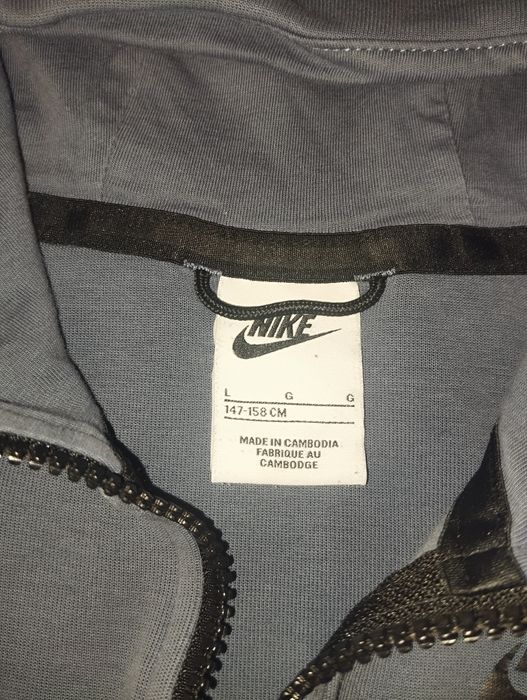 NIKE
L G G
147-158 CM
MADE IN CAMBODIA
FABRIQUE AU
CAMBODGE